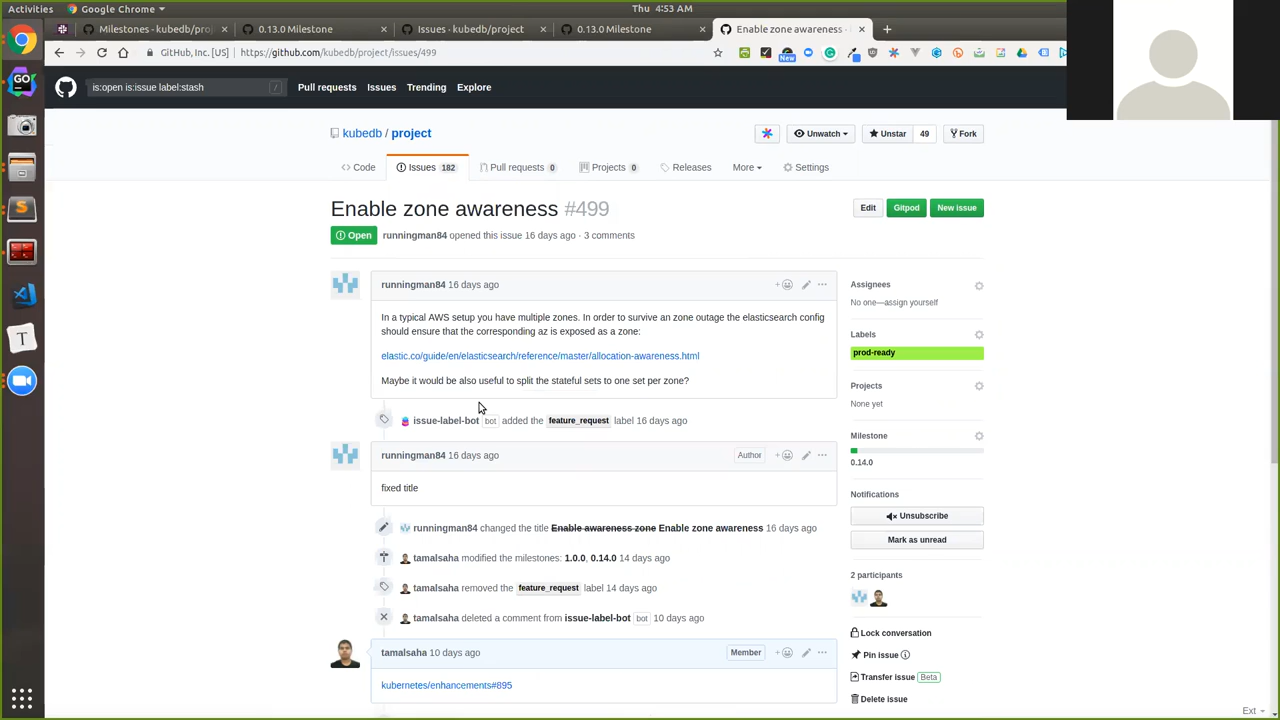 Activities
Google Chrome
Thu 4:53 AM
Milestones - kubedb/pro
0.13.0 Milestone
Issues - kubedb/project
0.13.0 Milestone
Enable zone awareness ·
GitHub, Inc. [US]
https://github.com/kubedb/project/issues/499
New
is:open is:issue label:stash
/
Pull requests
Issues
Trending
Explore
kubedb / project
Unwatch
Unstar
49
Fork
Code
Issues 182
Pull requests 0
Projects 0
Releases
More
Settings
Enable zone awareness #499
Edit
Gitpod
New issue
Open
runningman84 opened this issue 16 days ago · 3 comments
runningman84 16 days ago
In a typical AWS setup you have multiple zones. In order to survive an zone outage the elasticsearch config
should ensure that the corresponding az is exposed as a zone:
elastic.co/guide/en/elasticsearch/reference/master/allocation-awareness.html
Maybe it would be also useful to split the stateful sets to one set per zone?
issue-label-bot bot added the feature_request label 16 days ago
runningman84 16 days ago
Author
fixed title
runningman84 changed the title Enable awareness zone Enable zone awareness 16 days ago
tamalsaha modified the milestones: 1.0.0, 0.14.0 14 days ago
tamalsaha removed the feature_request label 14 days ago
tamalsaha deleted a comment from issue-label-bot bot 10 days ago
tamalsaha 10 days ago
Member
kubernetes/enhancements#895
Assignees
No one—assign yourself
Labels
prod-ready
Projects
None yet
Milestone
0.14.0
Notifications
Unsubscribe
Mark as unread
2 participants
Lock conversation
Pin issue
Transfer issue Beta
Delete issue
GO
S
T
Ext